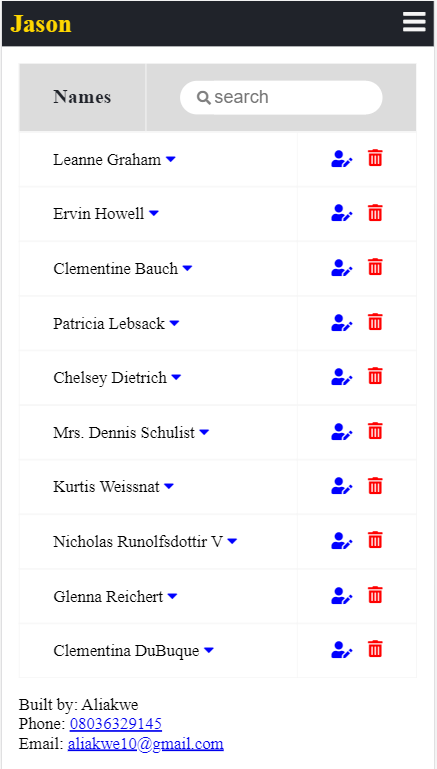 Jason
Names
search
Leanne Graham
Ervin Howell
Clementine Bauch
Patricia Lebsack
Chelsey Dietrich
Mrs. Dennis Schulist
Kurtis Weissnat
Nicholas Runolfsdottir V
Glenna Reichert
Clementina DuBuque
Built by: Aliakwe
Phone: 08036329145
Email: aliakwe10@gmail.com